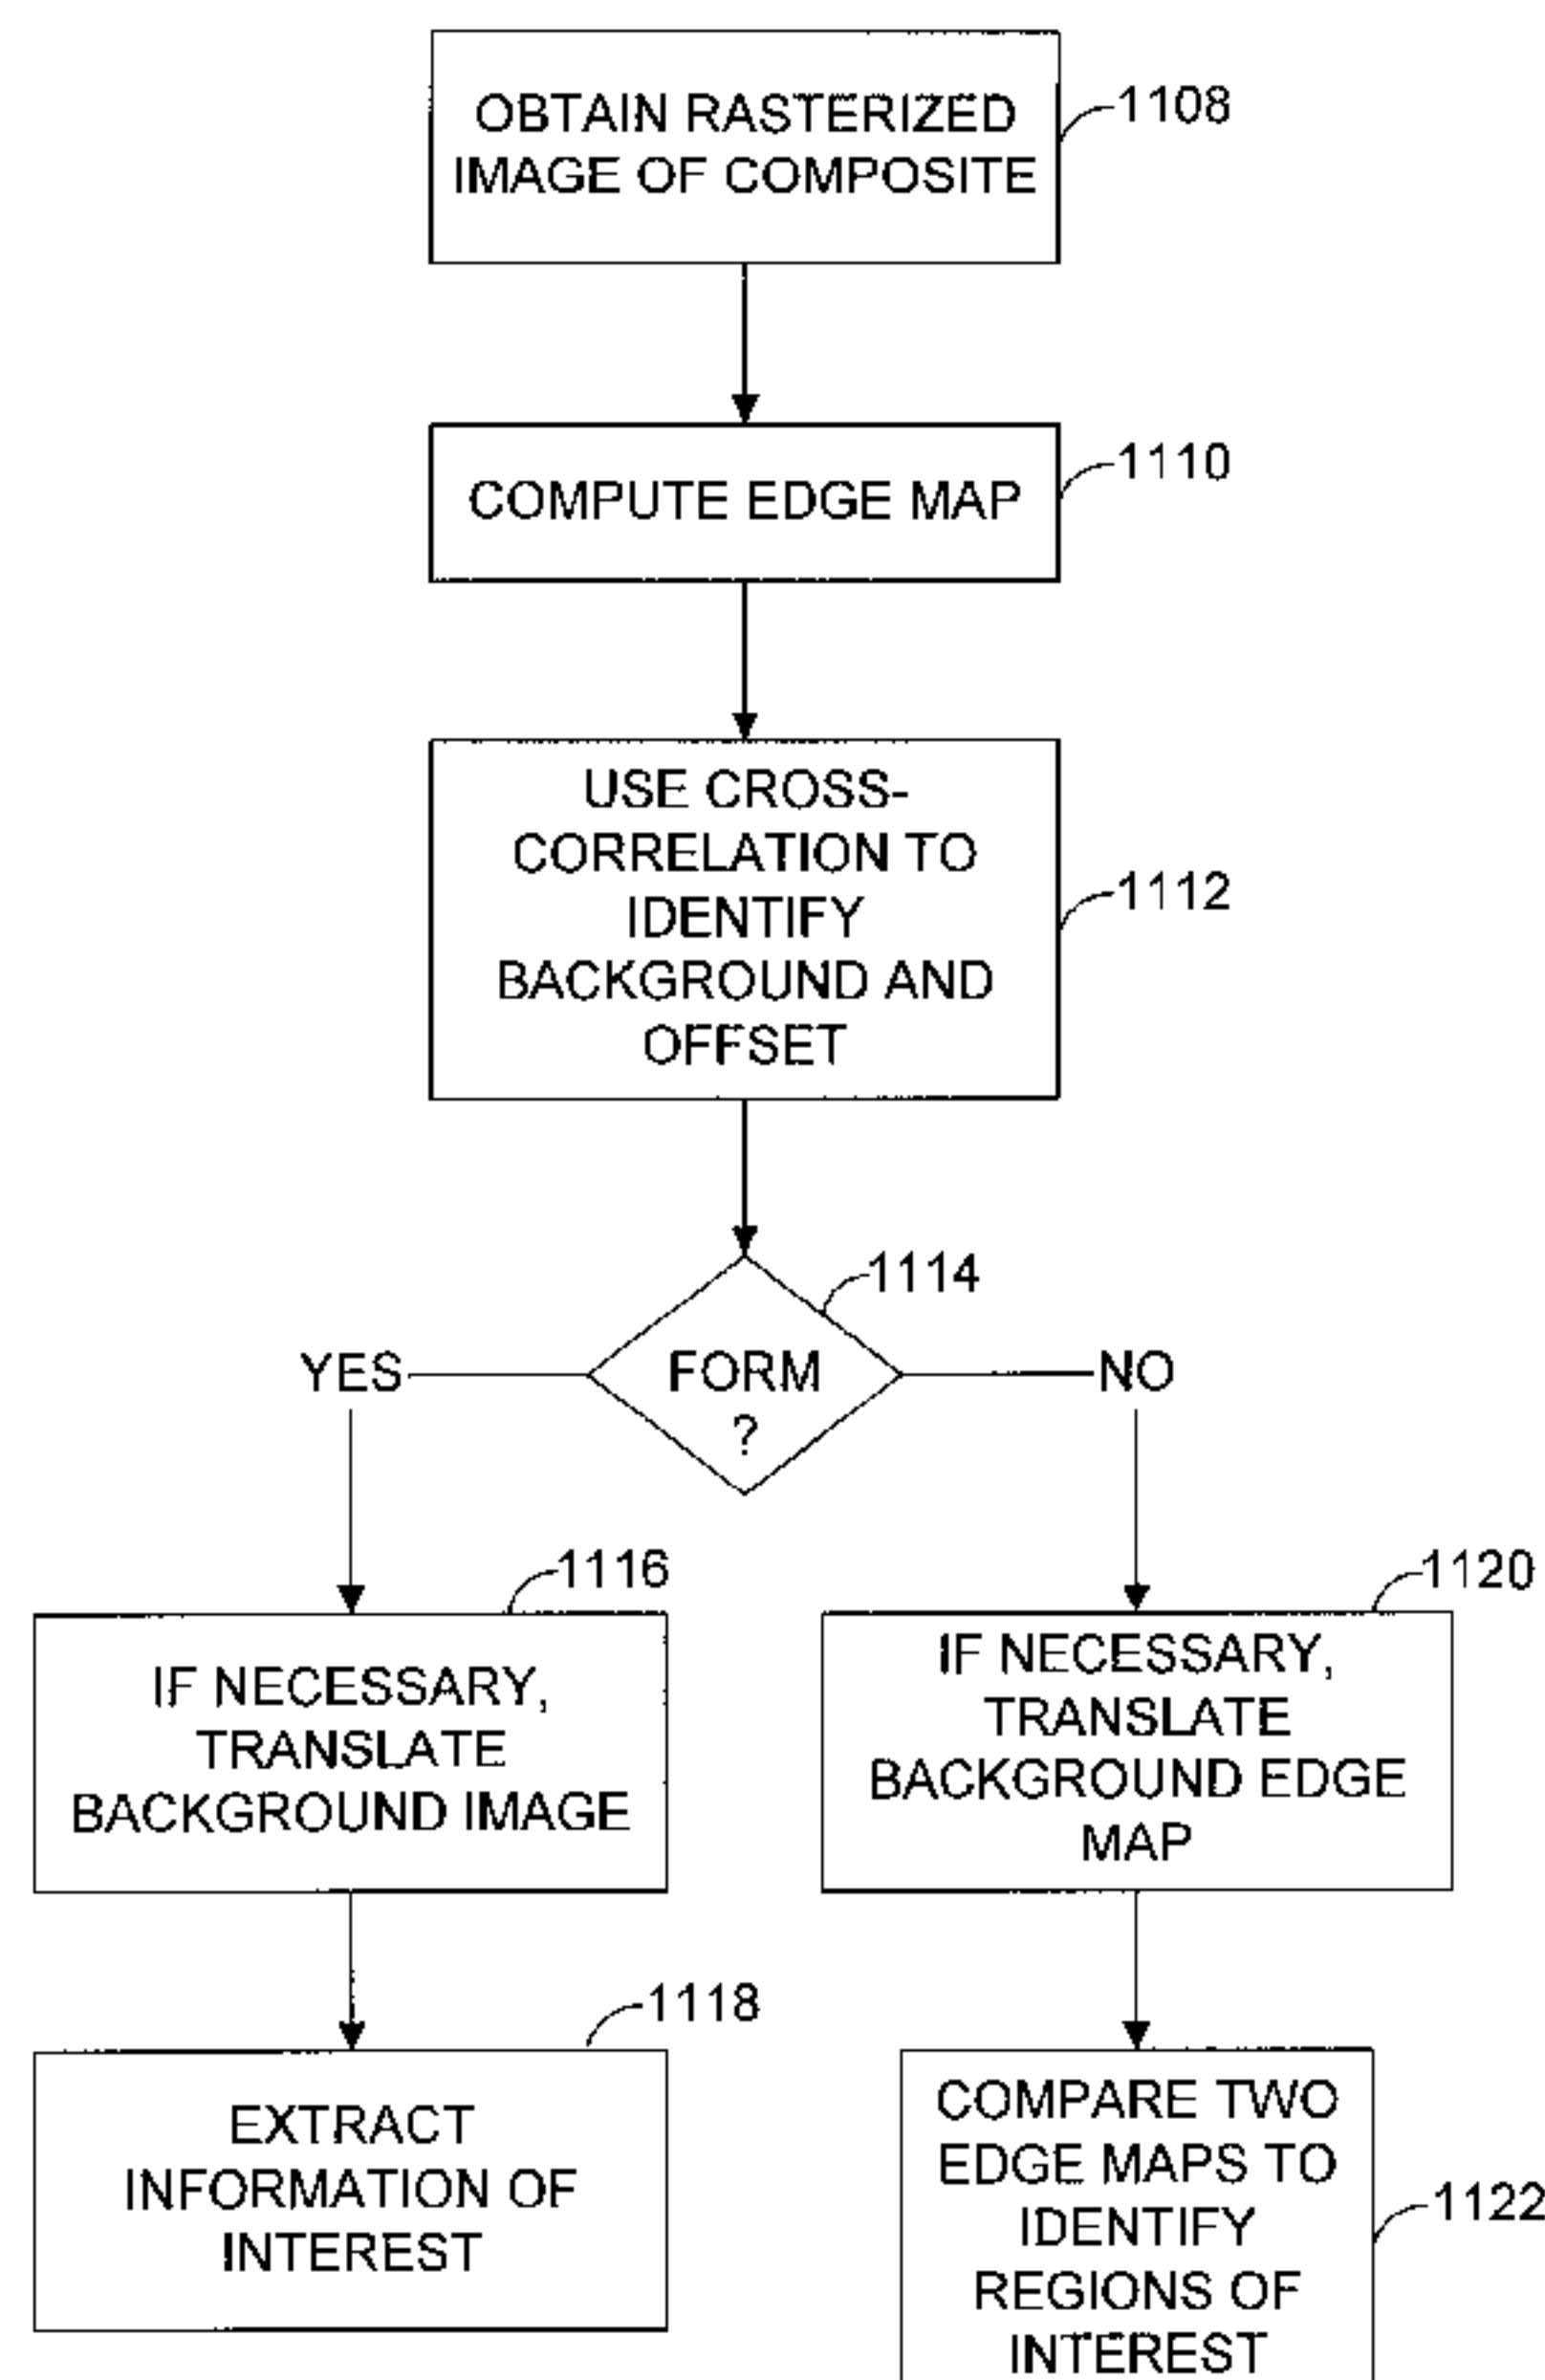 OBTAIN RASTERIZED
IMAGE OF COMPOSITE
1108
COMPUTE EDGE MAP
1110
USE CROSS-
CORRELATION TO
IDENTIFY
BACKGROUND AND
OFFSET
1112
1114
FORM
?
YES
NO
1116
IF NECESSARY,
TRANSLATE
BACKGROUND IMAGE
1120
IF NECESSARY,
TRANSLATE
BACKGROUND EDGE
MAP
1118
EXTRACT
INFORMATION OF
INTEREST
COMPARE TWO
EDGE MAPS TO
IDENTIFY
REGIONS OF
INTEREST
1122